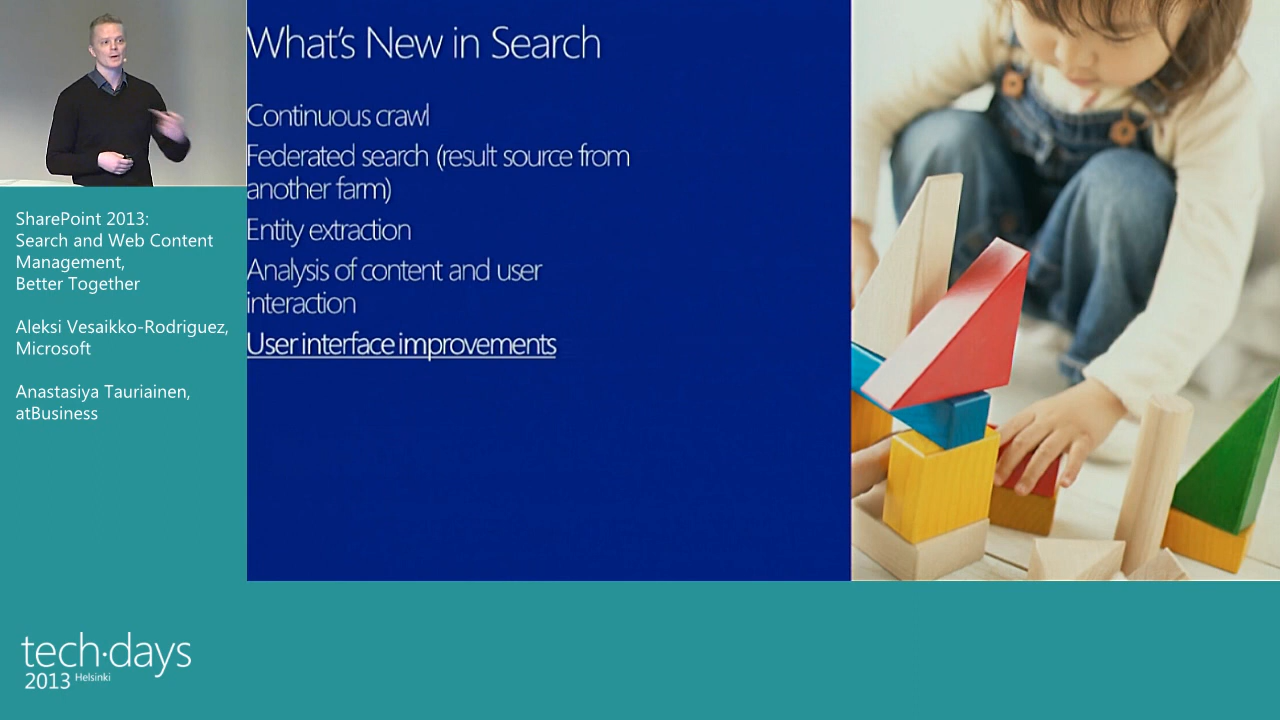 What's New in Search
Continuous crawl
Federated search (result source from
another farm)
Entity extraction
Analysis of content and user
interaction
User interface improvements
SharePoint 2013:
Search and Web Content
Management,
Better Together
Aleksi Vesaikko-Rodriguez,
Microsoft
Anastasiya Tauriainen,
atBusiness
tech·days
2013 Helsinki